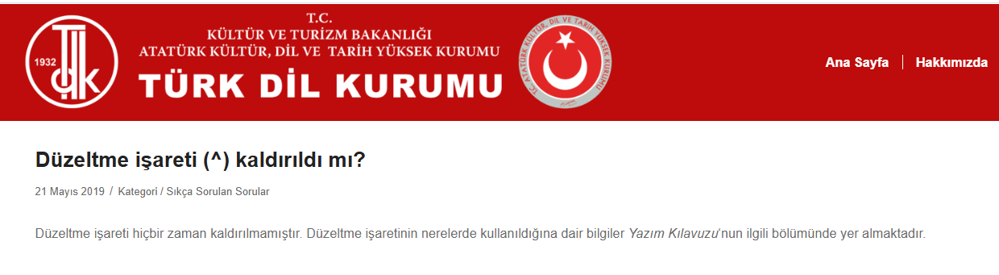 T.C.
KÜLTÜR VE TURİZM BAKANLIĞI
ATATÜRK KÜLTÜR, DİL VE TARİH YÜKSEK KURUMU
TÜRK DİL KURUMU
1932
TDK
T.C. ATATÜRK KÜLTÜR, DİL VE TARİH YÜKSEK KURUMU
Ana Sayfa | Hakkımızda
Düzeltme işareti (^) kaldırıldı mı?
21 Mayıs 2019 / Kategori / Sıkça Sorulan Sorular
Düzeltme işareti hiçbir zaman kaldırılmamıştır. Düzeltme işaretinin nerelerde kullanıldığına dair bilgiler Yazım Kılavuzu‘nun ilgili bölümünde yer almaktadır.